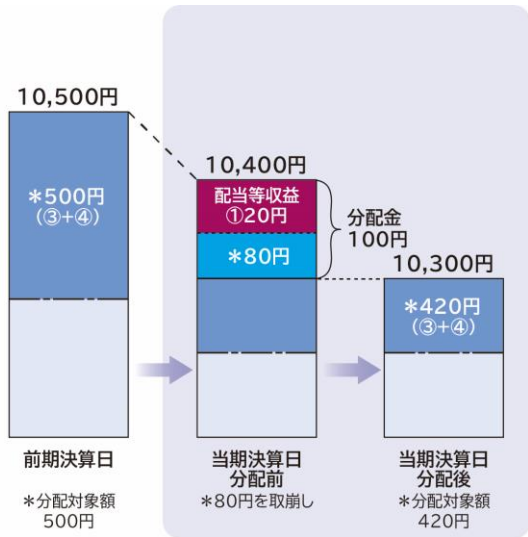 10,500円
*500円
(③+④)
前期決算日
*分配対象額
500円
10,400円
配当等収益
①20円
*80円
分配金
100円
当期決算日
分配前
*80円を取崩し
10,300円
*420円
(③+④)
当期決算日
分配後
*分配対象額
420円